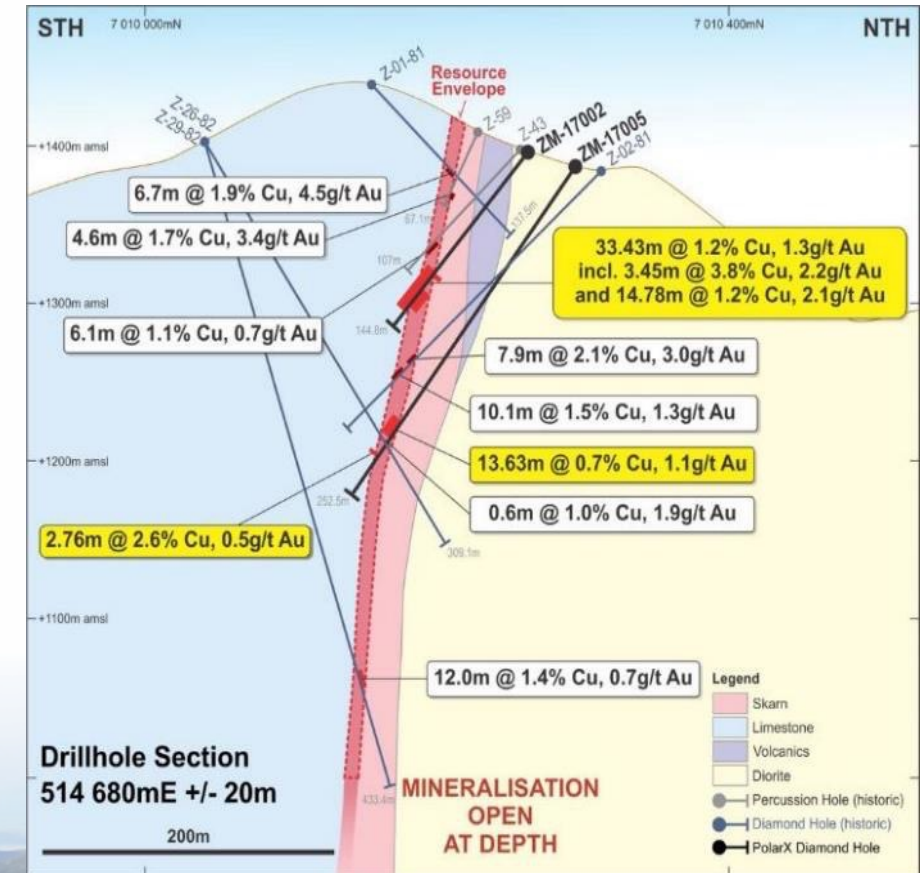 STH
7 010 000mN
7 010 400mN
NTH
Z-01-81
Resource
Envelope
Z-59
Z-43
ZM-17002
ZM-17005
Z-02-81
Z-26-82
Z-29-82
+1400m amsl
6.7m @ 1.9% Cu, 4.5g/t Au
67.1m
137.5m
4.6m @ 1.7% Cu, 3.4g/t Au
107m
33.43m @ 1.2% Cu, 1.3g/t Au
incl. 3.45m @ 3.8% Cu, 2.2g/t Au
and 14.78m @ 1.2% Cu, 2.1g/t Au
+1300m amsl
144.8m
6.1m @ 1.1% Cu, 0.7g/t Au
7.9m @ 2.1% Cu, 3.0g/t Au
10.1m @ 1.5% Cu, 1.3g/t Au
+1200m amsl
13.63m @ 0.7% Cu, 1.1g/t Au
252.5m
0.6m @ 1.0% Cu, 1.9g/t Au
2.76m @ 2.6% Cu, 0.5g/t Au
309.1m
+1100m amsl
12.0m @ 1.4% Cu, 0.7g/t Au
Legend
Skarn
Limestone
Volcanics
Diorite
Percussion Hole (historic)
Diamond Hole (historic)
PolarX Diamond Hole
Drillhole Section
514 680mE +/- 20m
433.4m
MINERALISATION
OPEN
AT DEPTH
200m